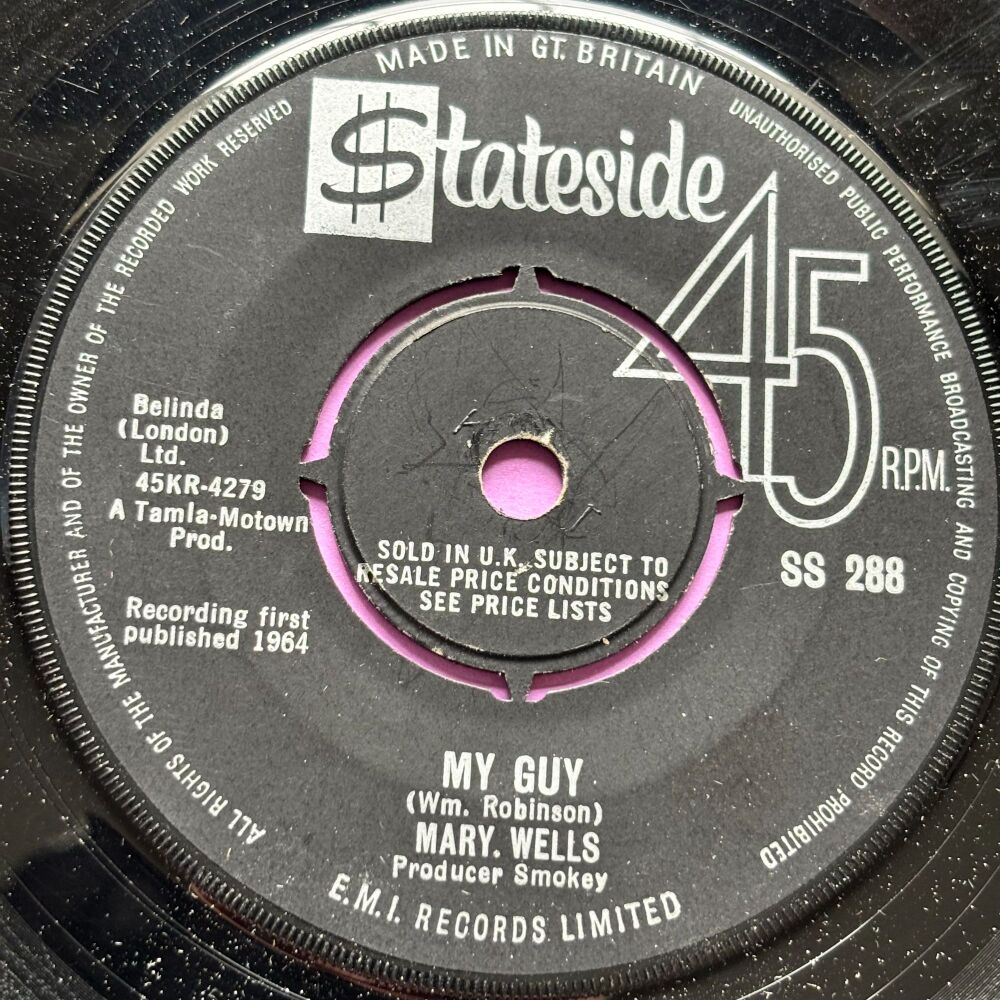 MADE IN GT. BRITAIN
UNAUTHORISED PUBLIC PERFORMANCE BROADCASTING AND COPYING OF THIS RECORD PROHIBITED
ALL RIGHTS OF THE MANUFACTURER AND OF THE OWNER OF THE RECORDED WORK RESERVED
$tateside
45
R.P.M.
Belinda
(London)
Ltd.
45KR-4279
A Tamla-Motown
Prod.
Recording first
published 1964
SOLD IN U.K. SUBJECT TO
RESALE PRICE CONDITIONS
SEE PRICE LISTS
SS 288
MY GUY
(Wm. Robinson)
MARY. WELLS
Producer Smokey
E.M.I. RECORDS LIMITED